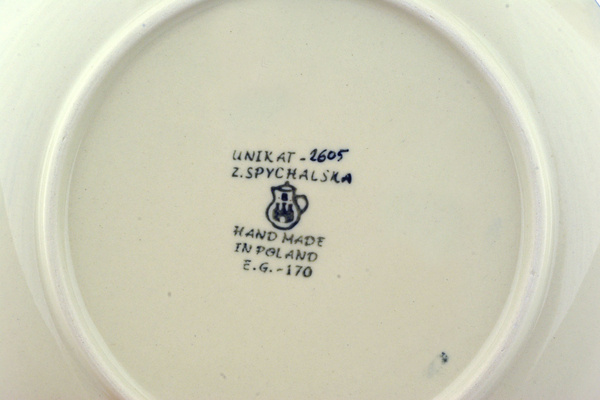 UNIKAT - 2605
Z. SPYCHALSKA
HAND MADE
IN POLAND
E.G. - 170